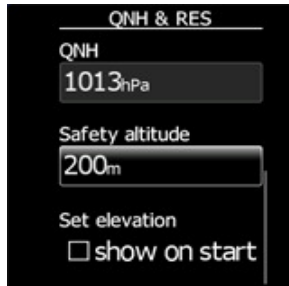 QNH & RES
QNH
1013hPa
Safety altitude
200m
Set elevation
show on start